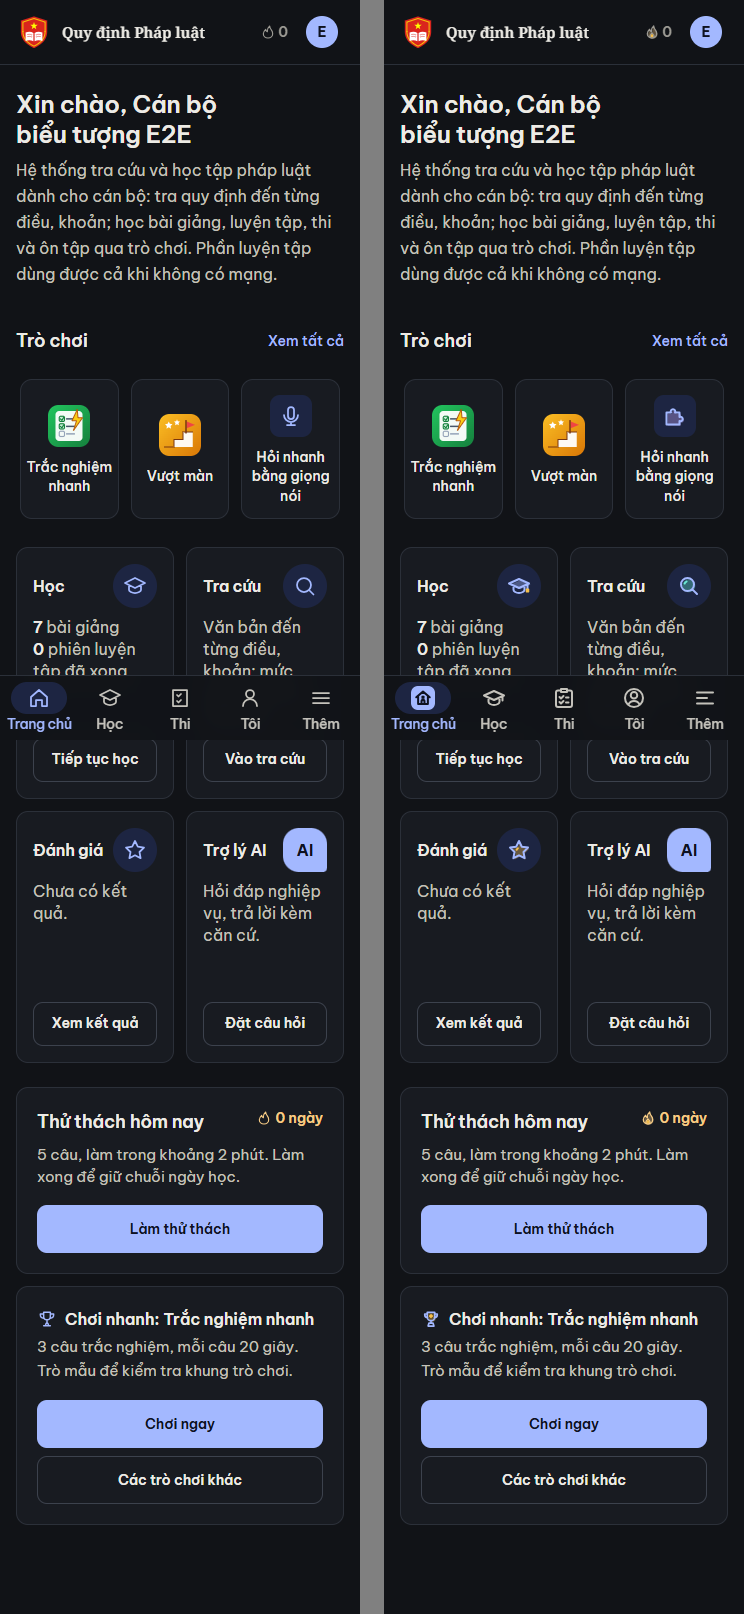 Quy định Pháp luật
0
E
Xin chào, Cán bộ
biểu tượng E2E
Hệ thống tra cứu và học tập pháp luật
dành cho cán bộ: tra quy định đến từng
điều, khoản; học bài giảng, luyện tập, thi
và ôn tập qua trò chơi. Phần luyện tập
dùng được cả khi không có mạng.
Trò chơi
Xem tất cả
Trắc nghiệm
nhanh
Vượt màn
Hỏi nhanh
bằng giọng
nói
Học
7 bài giảng
0 phiên luyện
tập đã xong
Tra cứu
Văn bản đến
từng điều,
khoản; mức
Trang chủ
Học
Thi
Tôi
Thêm
Tiếp tục học
Vào tra cứu
Đánh giá
Chưa có kết
quả.
Xem kết quả
Trợ lý AI
AI
Hỏi đáp nghiệp
vụ, trả lời kèm
căn cứ.
Đặt câu hỏi
Thử thách hôm nay
0 ngày
5 câu, làm trong khoảng 2 phút. Làm
xong để giữ chuỗi ngày học.
Làm thử thách
Chơi nhanh: Trắc nghiệm nhanh
3 câu trắc nghiệm, mỗi câu 20 giây.
Trò mẫu để kiểm tra khung trò chơi.
Chơi ngay
Các trò chơi khác
Quy định Pháp luật
0
E
Xin chào, Cán bộ
biểu tượng E2E
Hệ thống tra cứu và học tập pháp luật
dành cho cán bộ: tra quy định đến từng
điều, khoản; học bài giảng, luyện tập, thi
và ôn tập qua trò chơi. Phần luyện tập
dùng được cả khi không có mạng.
Trò chơi
Xem tất cả
Trắc nghiệm
nhanh
Vượt màn
Hỏi nhanh
bằng giọng
nói
Học
7 bài giảng
0 phiên luyện
tập đã xong
Tra cứu
Văn bản đến
từng điều,
khoản; mức
Trang chủ
Học
Thi
Tôi
Thêm
Tiếp tục học
Vào tra cứu
Đánh giá
Chưa có kết
quả.
Xem kết quả
Trợ lý AI
AI
Hỏi đáp nghiệp
vụ, trả lời kèm
căn cứ.
Đặt câu hỏi
Thử thách hôm nay
0 ngày
5 câu, làm trong khoảng 2 phút. Làm
xong để giữ chuỗi ngày học.
Làm thử thách
Chơi nhanh: Trắc nghiệm nhanh
3 câu trắc nghiệm, mỗi câu 20 giây.
Trò mẫu để kiểm tra khung trò chơi.
Chơi ngay
Các trò chơi khác